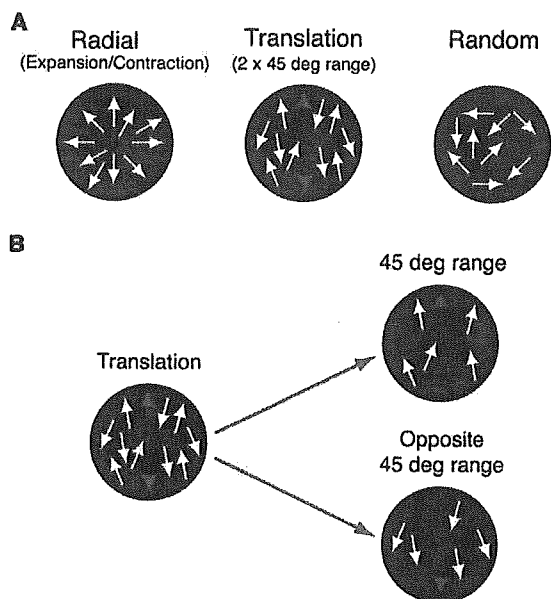 A
Radial
(Expansion/Contraction)
Translation
(2 x 45 deg range)
Random
B
45 deg range
Translation
Opposite
45 deg range